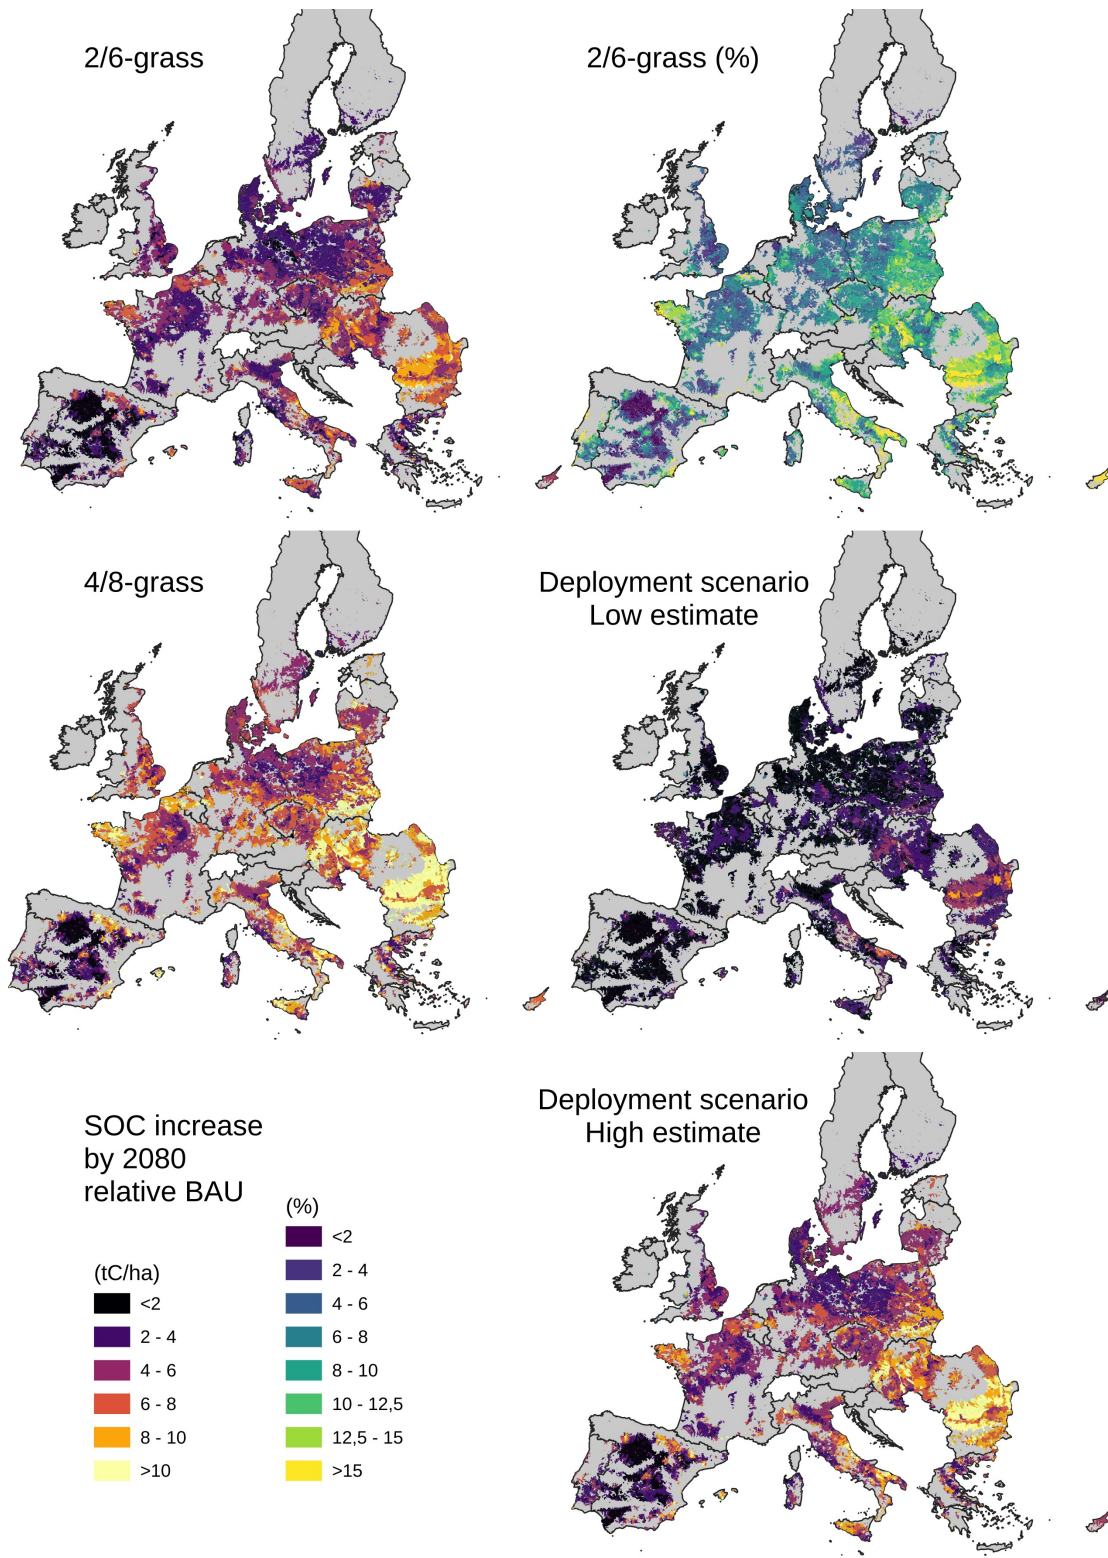 2/6-grass
2/6-grass (%)
4/8-grass
Deployment scenario
Low estimate
Deployment scenario
High estimate
SOC increase
by 2080
relative BAU
(tC/ha)
<2
2 - 4
4 - 6
6 - 8
8 - 10
>10
(%)
<2
2 - 4
4 - 6
6 - 8
8 - 10
10 - 12,5
12,5 - 15
>15